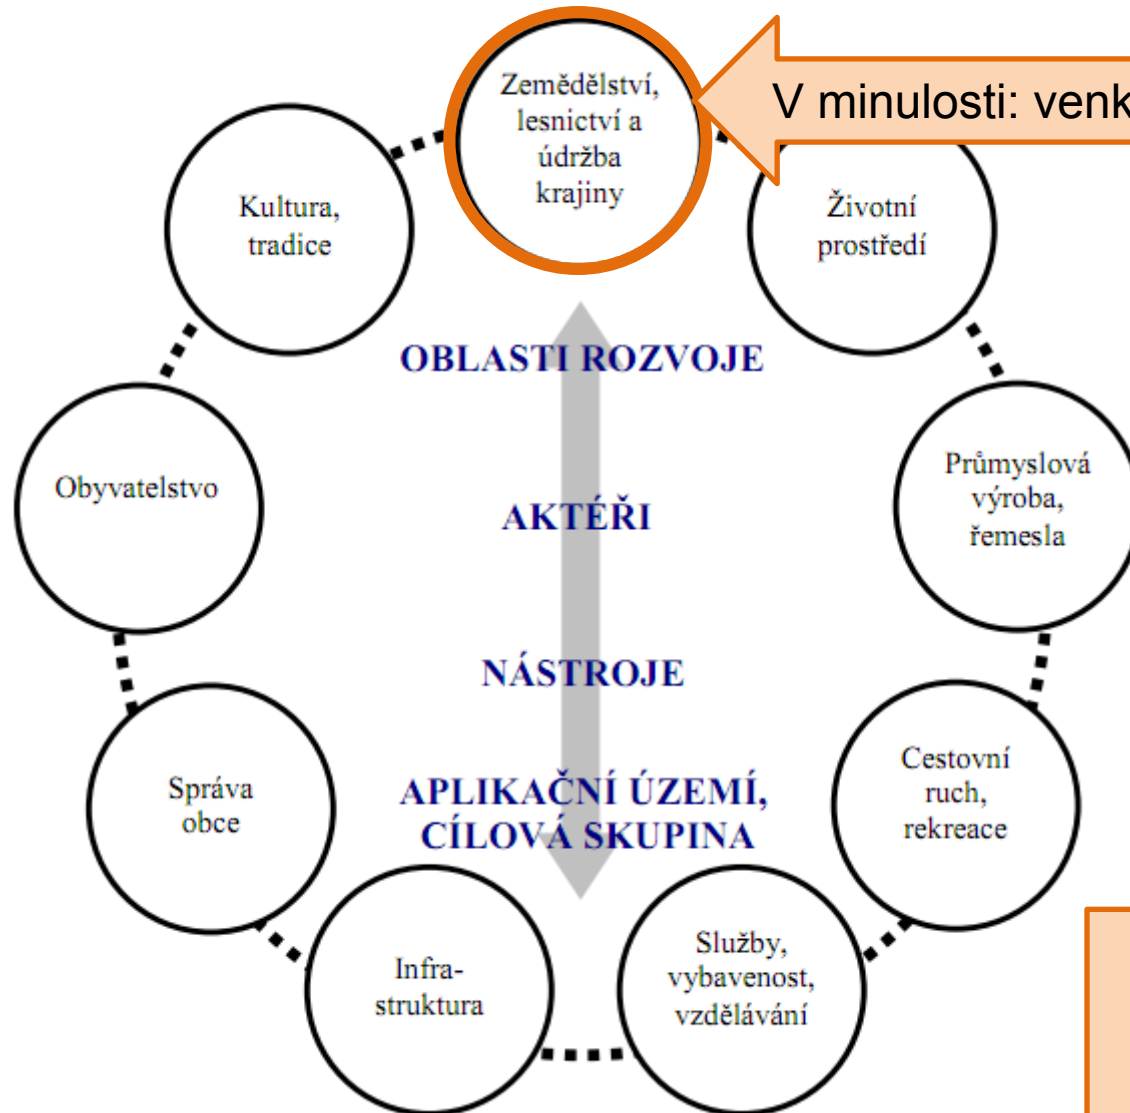 Zemědělství,
lesnictví a
údržba
krajiny
V minulosti: venk
Kultura,
tradice
Životní
prostředí
OBLASTI ROZVOJE
Obyvatelstvo
AKTÉŘI
Průmyslová
výroba,
řemesla
NÁSTROJE
Správa
obce
APLIKAČNÍ ÚZEMÍ,
CÍLOVÁ SKUPINA
Cestovní
ruch,
rekreace
Infra-
struktura
Služby,
vybavenost,
vzdělávání